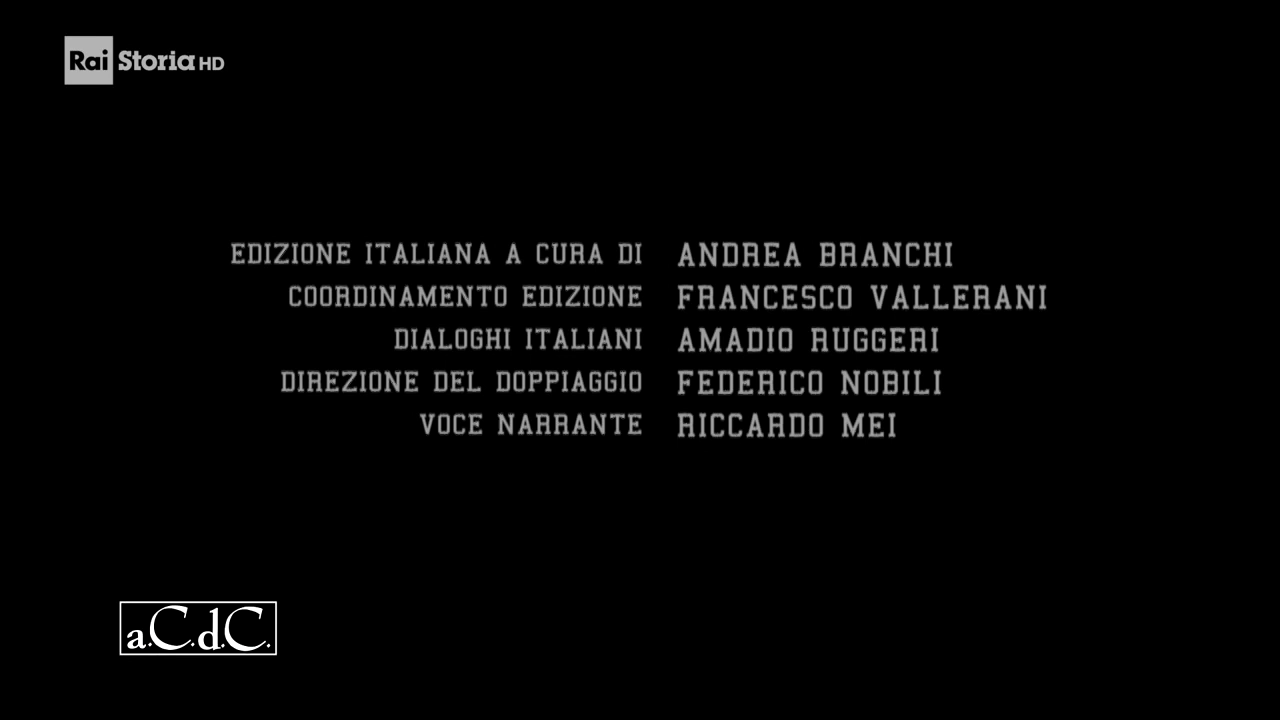 Rai Storia HD
EDIZIONE ITALIANA A CURA DI ANDREA BRANCHI
COORDINAMENTO EDIZIONE FRANCESCO VALLERANI
DIALOGHI ITALIANI AMADIO RUGGERI
DIREZIONE DEL DOPPIAGGIO FEDERICO NOBILI
VOCE NARRANTE RICCARDO MEI
a.C.d.C.